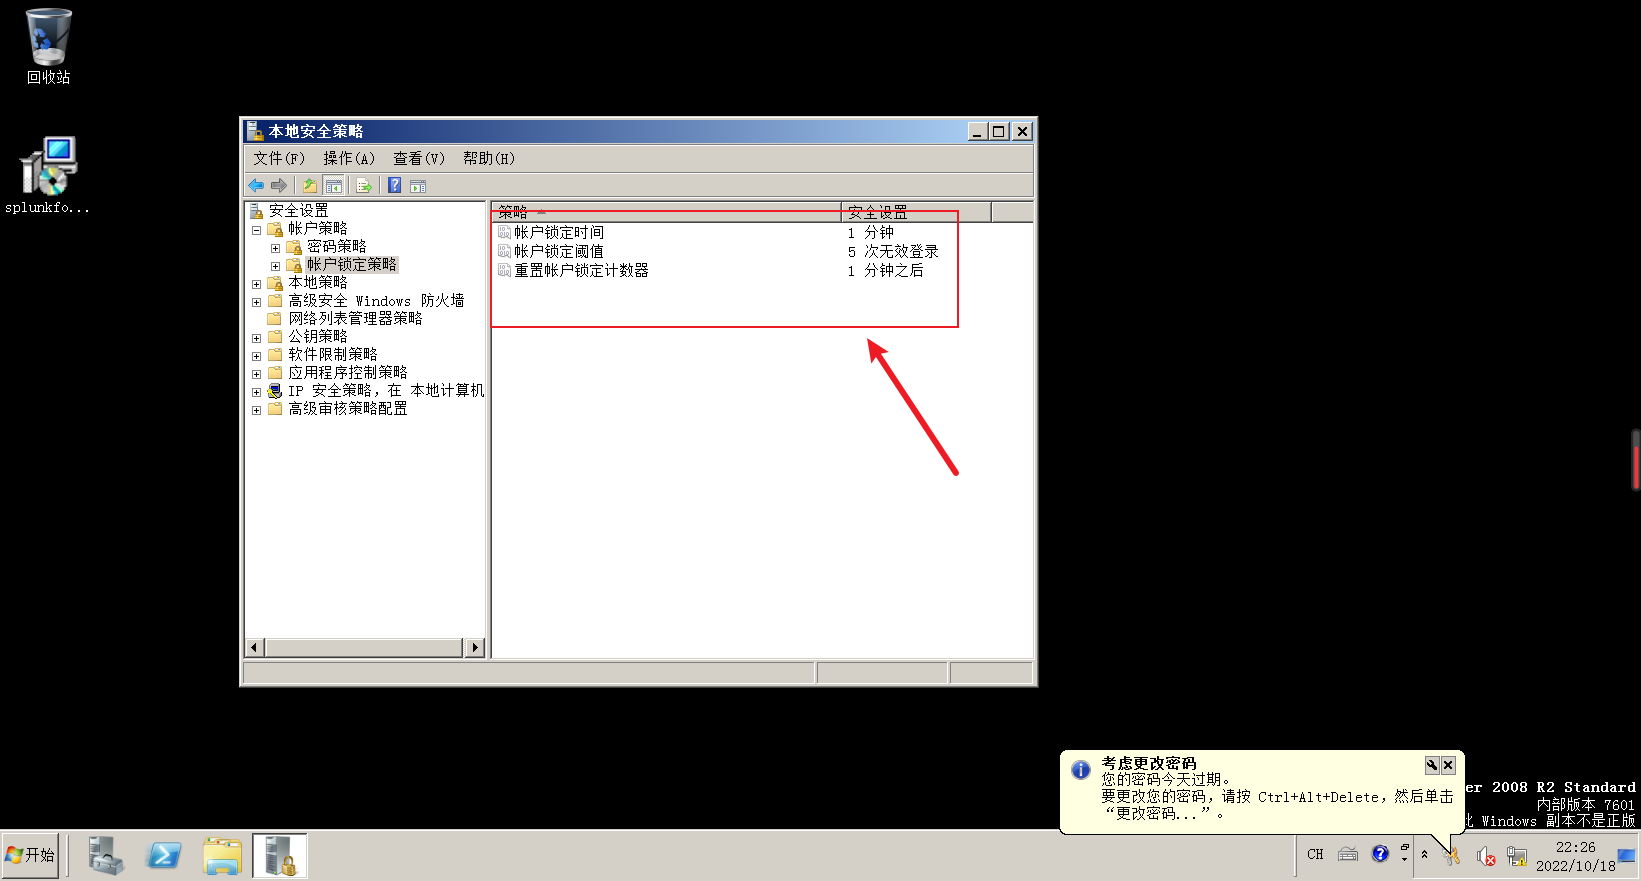 回收站
splunkfo...
本地安全策略
文件(F) 操作(A) 查看(V) 帮助(H)
安全设置
帐户策略
密码策略
帐户锁定策略
本地策略
高级安全 Windows 防火墙
网络列表管理器策略
公钥策略
软件限制策略
应用程序控制策略
IP 安全策略，在 本地计算机
高级审核策略配置
策略 安全设置
帐户锁定时间 1 分钟
帐户锁定阈值 5 次无效登录
重置帐户锁定计数器 1 分钟之后
考虑更改密码
您的密码今天过期。
要更改您的密码，请按 Ctrl+Alt+Delete，然后单击
“更改密码...”。
er 2008 R2 Standard
内部版本 7601
此 Windows 副本不是正版
开始
CH
22:26
2022/10/18